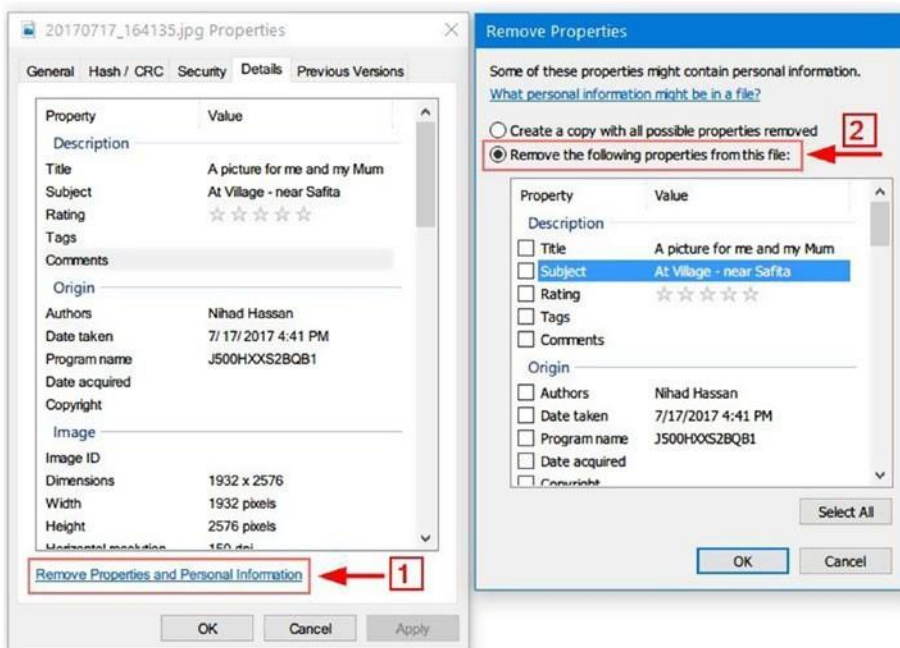 20170717_164135.jpg Properties
General Hash / CRC Security Details Previous Versions
Property Value
Description
Title A picture for me and my Mum
Subject At Village - near Safita
Rating
Tags
Comments
Origin
Authors Nihad Hassan
Date taken 7/17/2017 4:41 PM
Program name J500HXXS2BQB1
Date acquired
Copyright
Image
Image ID
Dimensions 1932 x 2576
Width 1932 pixels
Height 2576 pixels
Horizontal resolution 150 dpi
Remove Properties and Personal Information
1
OK Cancel Apply
Remove Properties
Some of these properties might contain personal information.
What personal information might be in a file?
Create a copy with all possible properties removed
2
Remove the following properties from this file:
Property Value
Description
Title A picture for me and my Mum
Subject At Village - near Safita
Rating
Tags
Comments
Origin
Authors Nihad Hassan
Date taken 7/17/2017 4:41 PM
Program name J500HXXS2BQB1
Date acquired
Copyright
Select All
OK Cancel